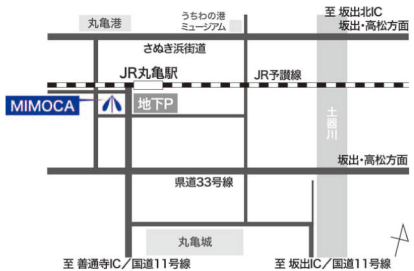 至 坂出北IC
坂出・高松方面
丸亀港
うちわの港
ミュージアム
さぬき浜街道
JR丸亀駅
JR予讃線
MIMOCA
地下P
土器川
坂出・高松方面
県道33号線
丸亀城
至 善通寺IC／国道11号線
至 坂出IC／国道11号線